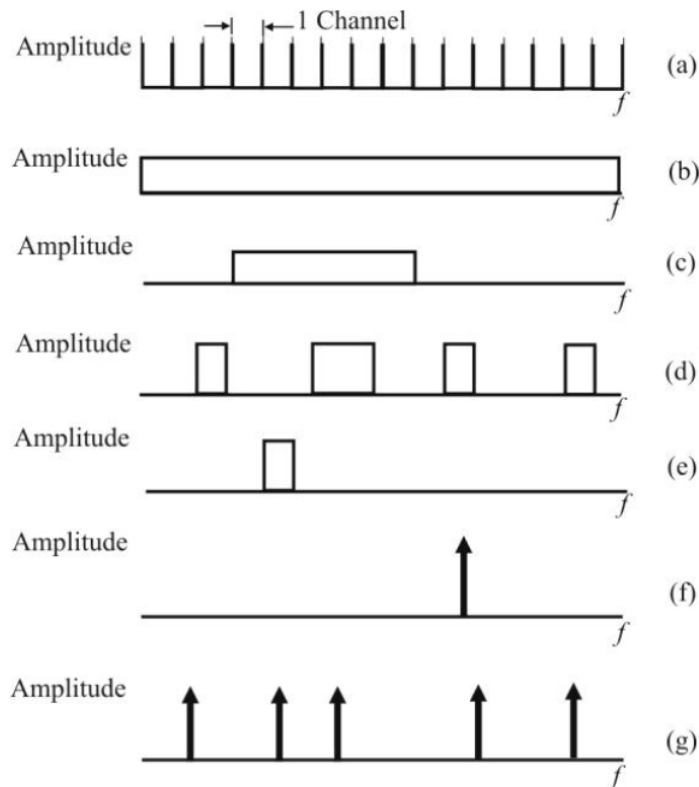 1 Channel
Amplitude
(a)
f
Amplitude
(b)
f
Amplitude
(c)
f
Amplitude
(d)
f
Amplitude
(e)
f
Amplitude
(f)
f
Amplitude
(g)
f